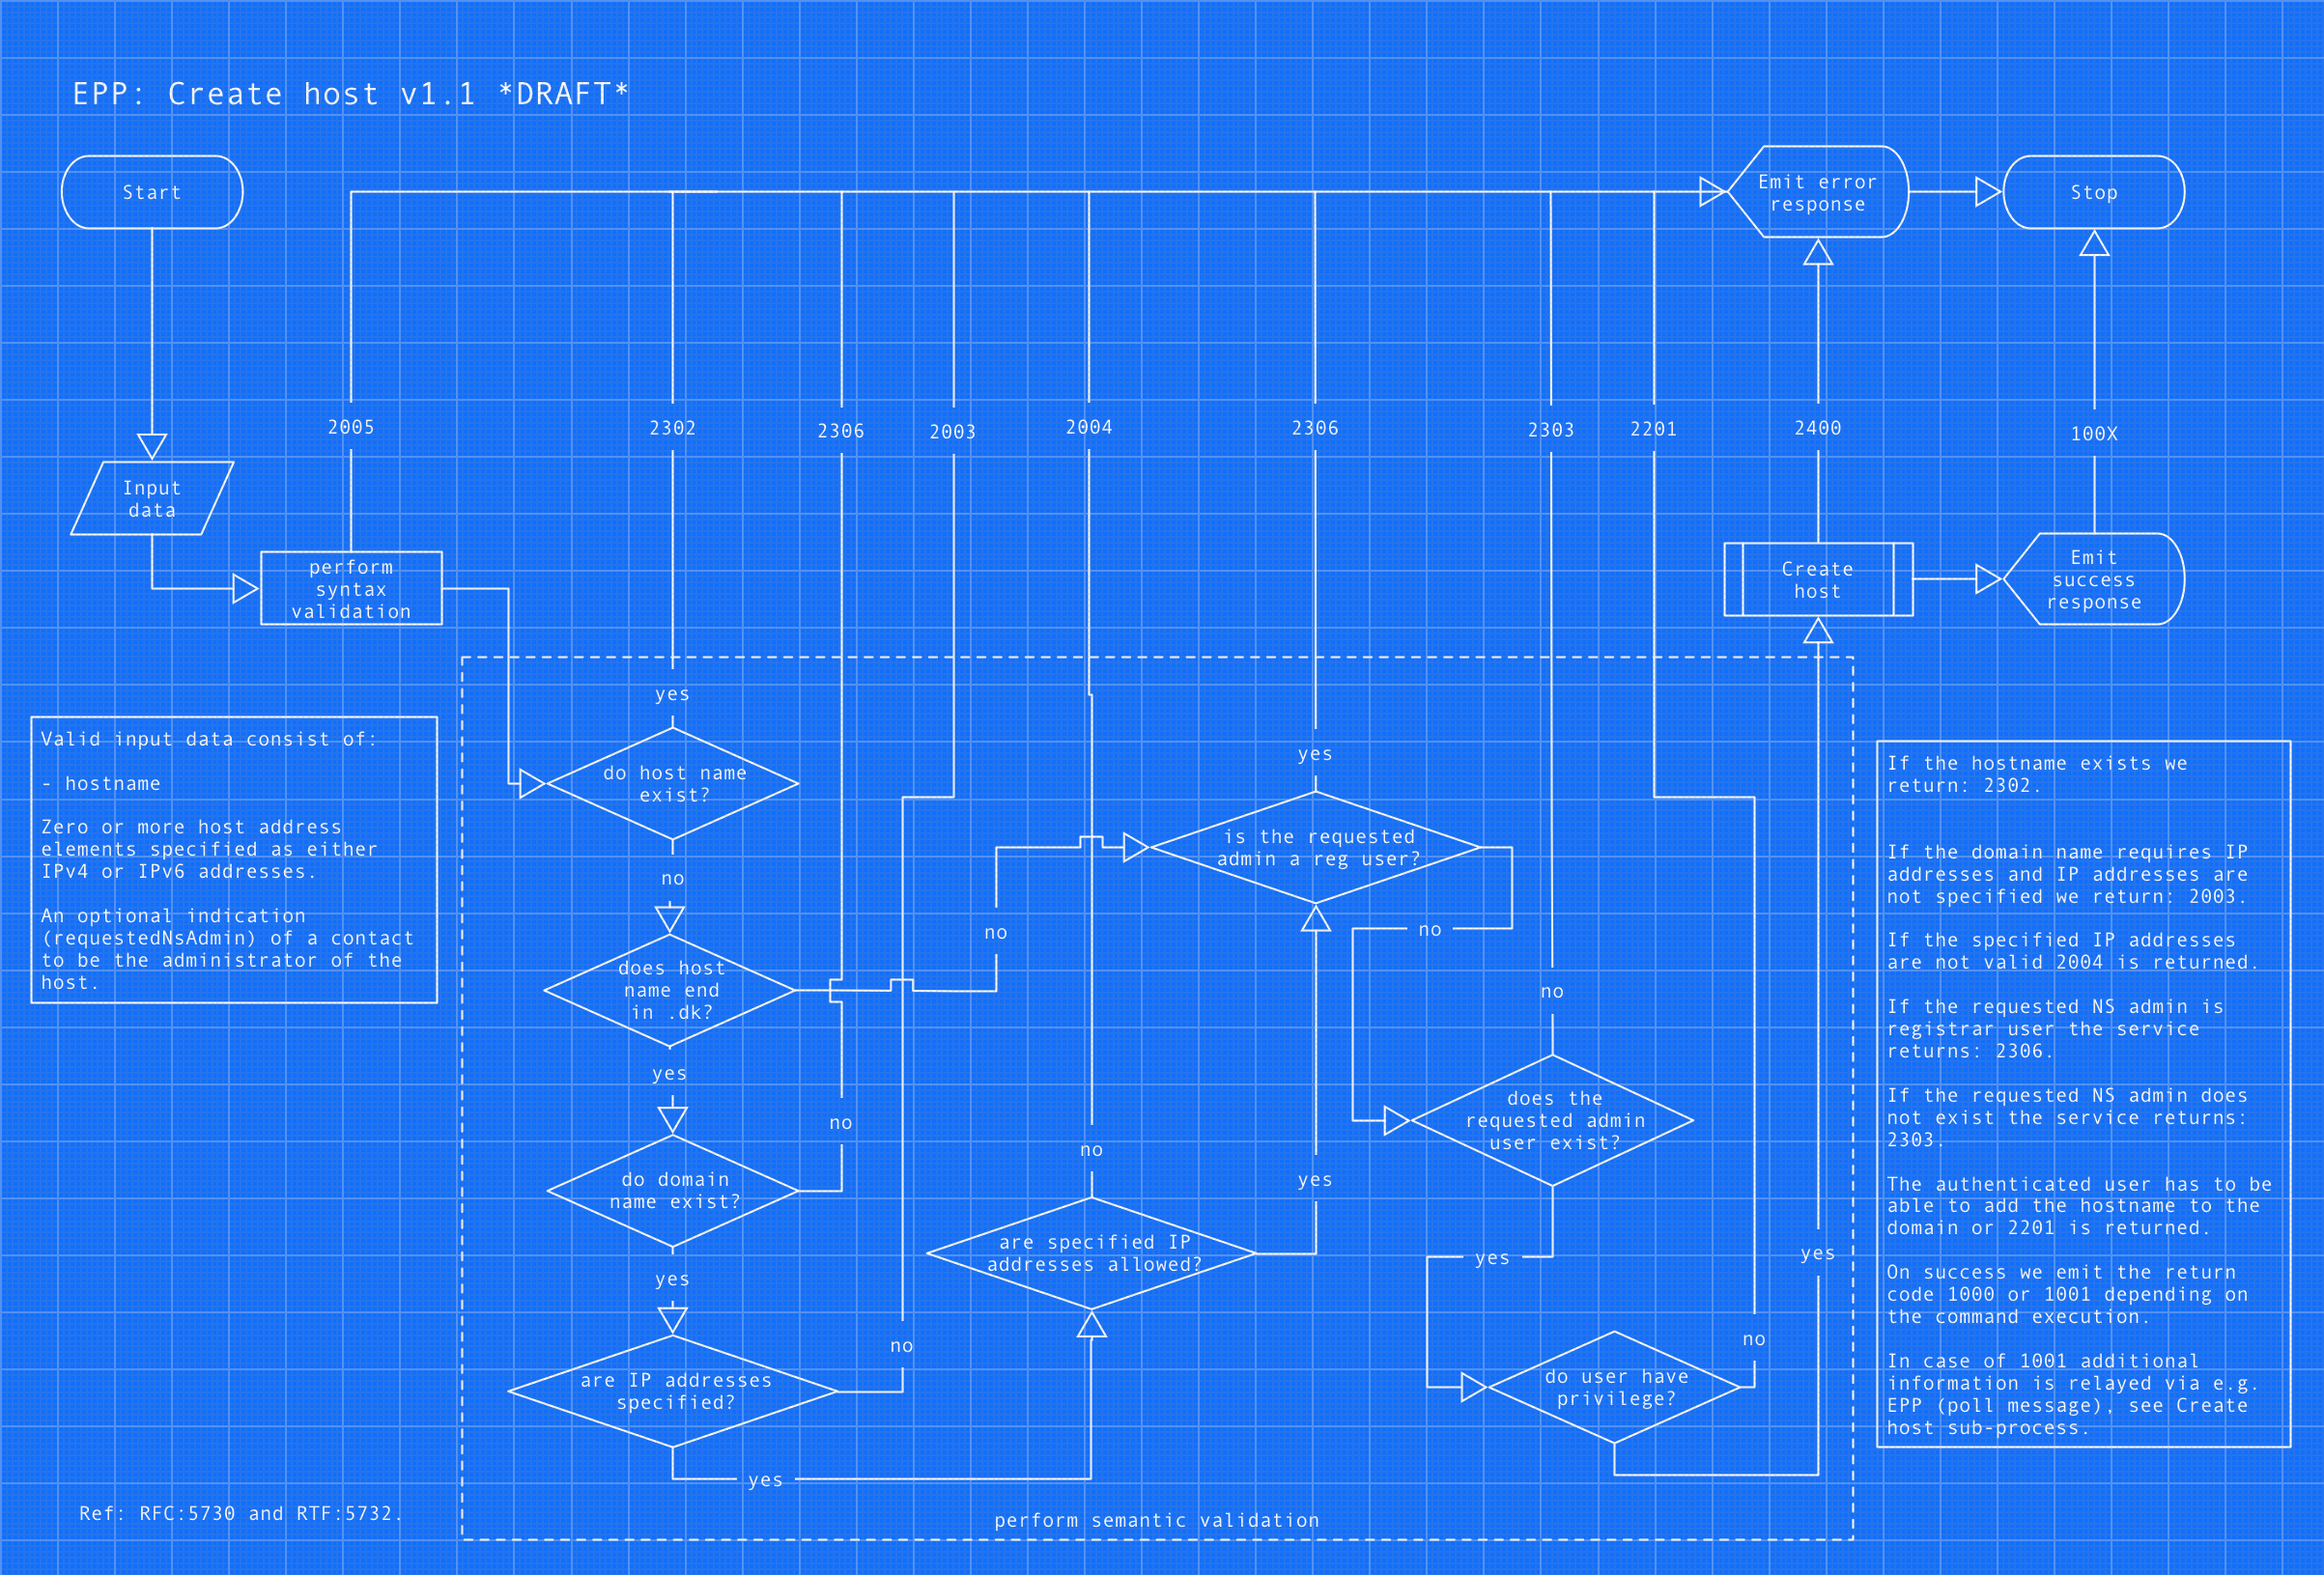 EPP: Create host v1.1 *DRAFT*
Start
Emit error
response
Stop
2005
2302
2306
2003
2004
2306
2303
2201
2400
100X
Input
data
perform
syntax
validation
Create
host
Emit
success
response
yes
do host name
exist?
no
does host
name end
in .dk?
no
yes
do domain
name exist?
no
yes
are IP addresses
specified?
no
yes
are specified IP
addresses allowed?
no
yes
is the requested
admin a reg user?
yes
no
does the
requested admin
user exist?
no
yes
do user have
privilege?
no
yes
perform semantic validation
Valid input data consist of:
- hostname
Zero or more host address
elements specified as either
IPv4 or IPv6 addresses.
An optional indication
(requestedNsAdmin) of a contact
to be the administrator of the
host.
If the hostname exists we
return: 2302.
If the domain name requires IP
addresses and IP addresses are
not specified we return: 2003.
If the specified IP addresses
are not valid 2004 is returned.
If the requested NS admin is
registrar user the service
returns: 2306.
If the requested NS admin does
not exist the service returns:
2303.
The authenticated user has to be
able to add the hostname to the
domain or 2201 is returned.
On success we emit the return
code 1000 or 1001 depending on
the command execution.
In case of 1001 additional
information is relayed via e.g.
EPP (poll message), see Create
host sub-process.
Ref: RFC:5730 and RTF:5732.